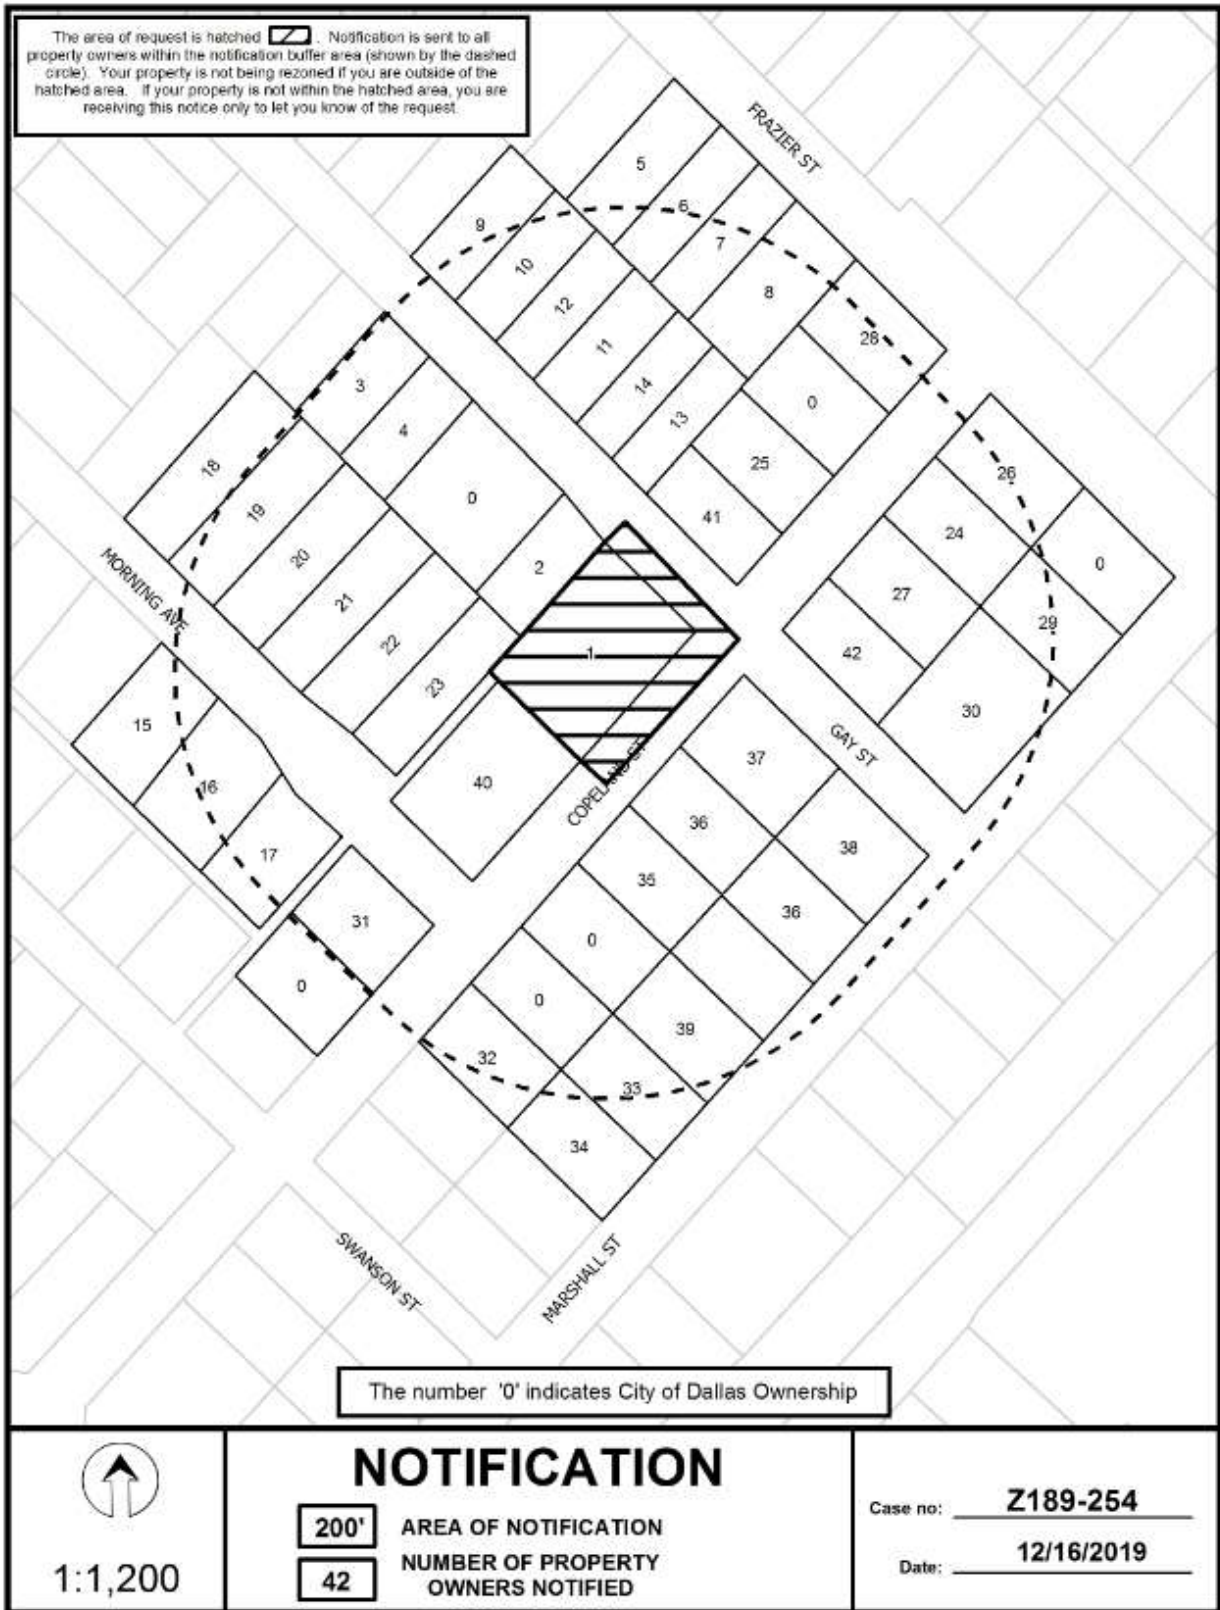 The area of request is hatched . Notification is sent to all
property owners within the notification buffer area (shown by the dashed
circle). Your property is not being rezoned if you are outside of the
hatched area. If your property is not within the hatched area, you are
receiving this notice only to let you know of the request.
FRAZIER ST
5
6
9
7
10
8
12
28
11
3
14
0
13
4
25
18
26
0
19
41
24
20
0
2
27
21
29
MORNING AVE
22
1
42
23
30
15
GAY ST
37
40
16
COPELAND ST
36
38
17
35
36
31
0
0
0
39
32
33
34
SWANSON ST
MARSHALL ST
The number '0' indicates City of Dallas Ownership
NOTIFICATION
200' AREA OF NOTIFICATION
42 NUMBER OF PROPERTY
OWNERS NOTIFIED
1:1,200
Case no: Z189-254
Date: 12/16/2019